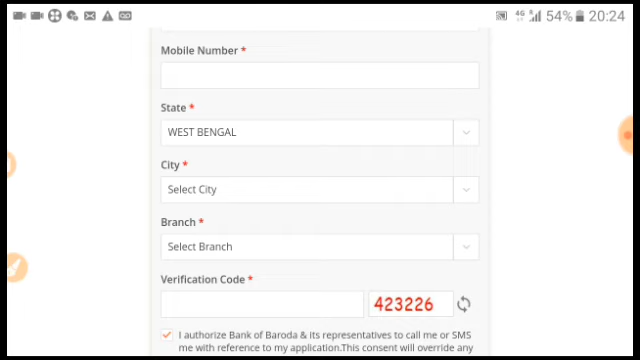 54% 20:24
Mobile Number *
State *
WEST BENGAL
City *
Select City
Branch *
Select Branch
Verification Code *
423226
I authorize Bank of Baroda & its representatives to call me or SMS
me with reference to my application.This consent will override any